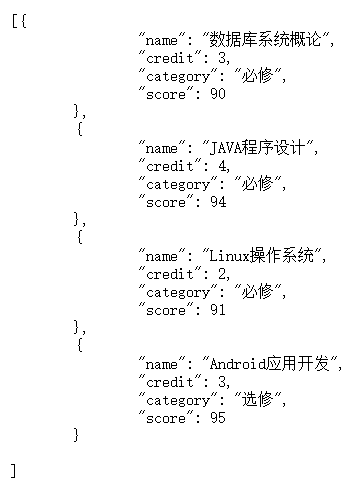 [{
"name": "数据库系统概论",
"credit": 3,
"category": "必修",
"score": 90
},
{
"name": "JAVA程序设计",
"credit": 4,
"category": "必修",
"score": 94
},
{
"name": "Linux操作系统",
"credit": 2,
"category": "必修",
"score": 91
},
{
"name": "Android应用开发",
"credit": 3,
"category": "选修",
"score": 95
}
]